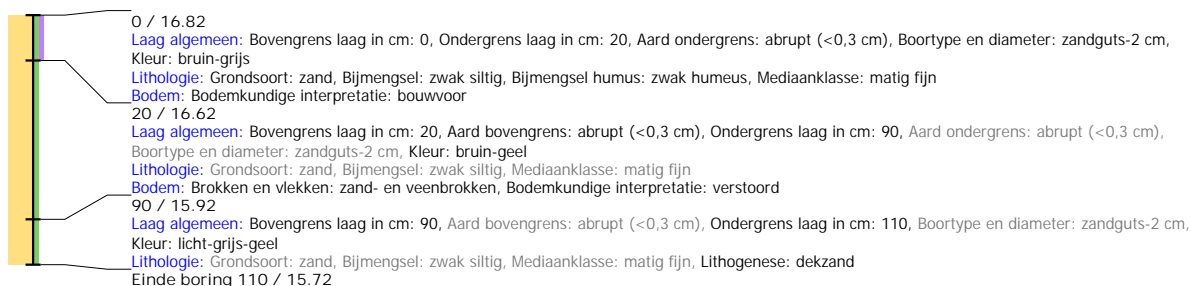 0 / 16.82
Laag algemeen: Bovengrens laag in cm: 0, Ondergrens laag in cm: 20, Aard ondergrens: abrupt (<0,3 cm), Boortype en diameter: zandguts-2 cm,
Kleur: bruin-grijs
Lithologie: Grondsoort: zand, Bijmengsel: zwak siltig, Bijmengsel humus: zwak humeus, Mediaanklasse: matig fijn
Bodem: Bodemkundige interpretatie: bouwvoor
20 / 16.62
Laag algemeen: Bovengrens laag in cm: 20, Aard bovengrens: abrupt (<0,3 cm), Ondergrens laag in cm: 90, Aard ondergrens: abrupt (<0,3 cm),
Boortype en diameter: zandguts-2 cm, Kleur: bruin-geel
Lithologie: Grondsoort: zand, Bijmengsel: zwak siltig, Mediaanklasse: matig fijn
Bodem: Brokken en vlekken: zand- en veenbrokken, Bodemkundige interpretatie: verstoord
90 / 15.92
Laag algemeen: Bovengrens laag in cm: 90, Aard bovengrens: abrupt (<0,3 cm), Ondergrens laag in cm: 110, Boortype en diameter: zandguts-2 cm,
Kleur: licht-grijs-geel
Lithologie: Grondsoort: zand, Bijmengsel: zwak siltig, Mediaanklasse: matig fijn, Lithogenese: dekzand
Einde boring 110 / 15.72